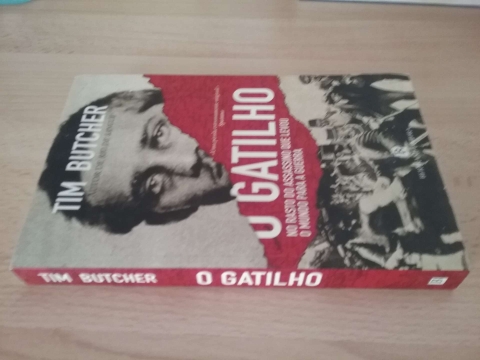 TIM BUTCHER
O GATILHO
NO RASTO DO ASSASSINO QUE LEVOU
O MUNDO PARA A GUERRA
TIM BUTCHER O GATILHO